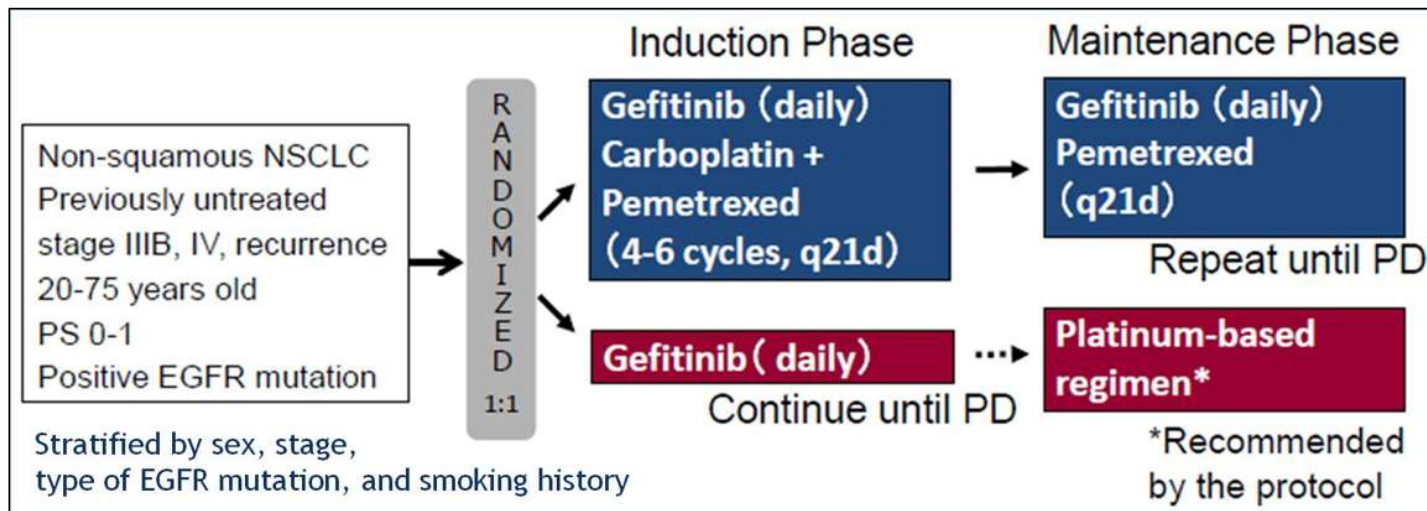 Non-squamous NSCLC
Previously untreated
stage IIIB, IV, recurrence
20-75 years old
PS 0-1
Positive EGFR mutation
Stratified by sex, stage,
type of EGFR mutation, and smoking history
RANDOMIZED
1:1
Induction Phase
Gefitinib (daily)
Carboplatin +
Pemetrexed
(4-6 cycles, q21d)
Gefitinib( daily)
Continue until PD
Maintenance Phase
Gefitinib (daily)
Pemetrexed
(q21d)
Repeat until PD
Platinum-based
regimen*
*Recommended
by the protocol